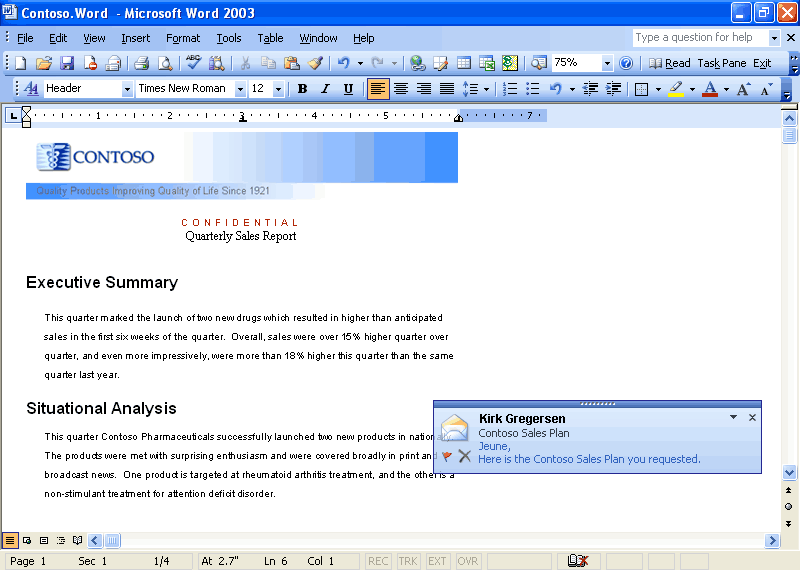 Contoso.Word - Microsoft Word 2003
File Edit View Insert Format Tools Table Window Help
Type a question for help
75%
Read Task Pane Exit
Header
Times New Roman
12
B I U
1 2 3 4 5 7
CONTOSO
Quality Products Improving Quality of Life Since 1921
CONFIDENTIAL
Quarterly Sales Report
Executive Summary
This quarter marked the launch of two new drugs which resulted in higher than anticipated
sales in the first six weeks of the quarter. Overall, sales were over 15% higher quarter over
quarter, and even more impressively, were more than 18% higher this quarter than the same
quarter last year.
Situational Analysis
This quarter Contoso Pharmaceuticals successfully launched two new products in national
The products were met with surprising enthusiasm and were covered broadly in print and
broadcast news. One product is targeted at rheumatoid arthritis treatment, and the other is a
non-stimulant treatment for attention deficit disorder.
Kirk Gregersen
Contoso Sales Plan
Jeune,
Here is the Contoso Sales Plan you requested.
Page 1 Sec 1 1/4 At 2.7" Ln 6 Col 1 REC TRK EXT OVR